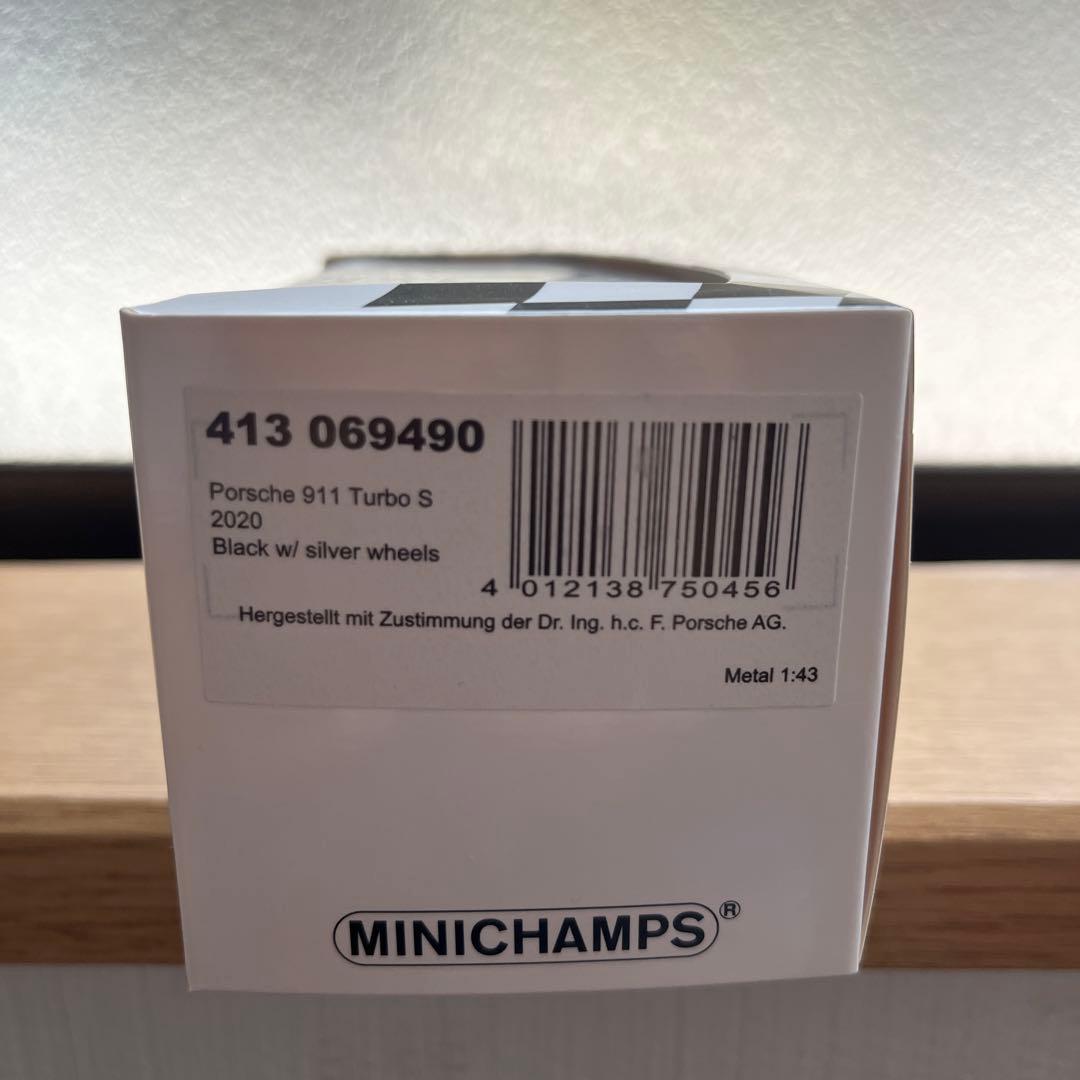 413 069490
Porsche 911 Turbo S
2020
Black w/ silver wheels
4 012138 750456
Hergestellt mit Zustimmung der Dr. Ing. h.c. F. Porsche AG.
Metal 1:43
MINICHAMPS®